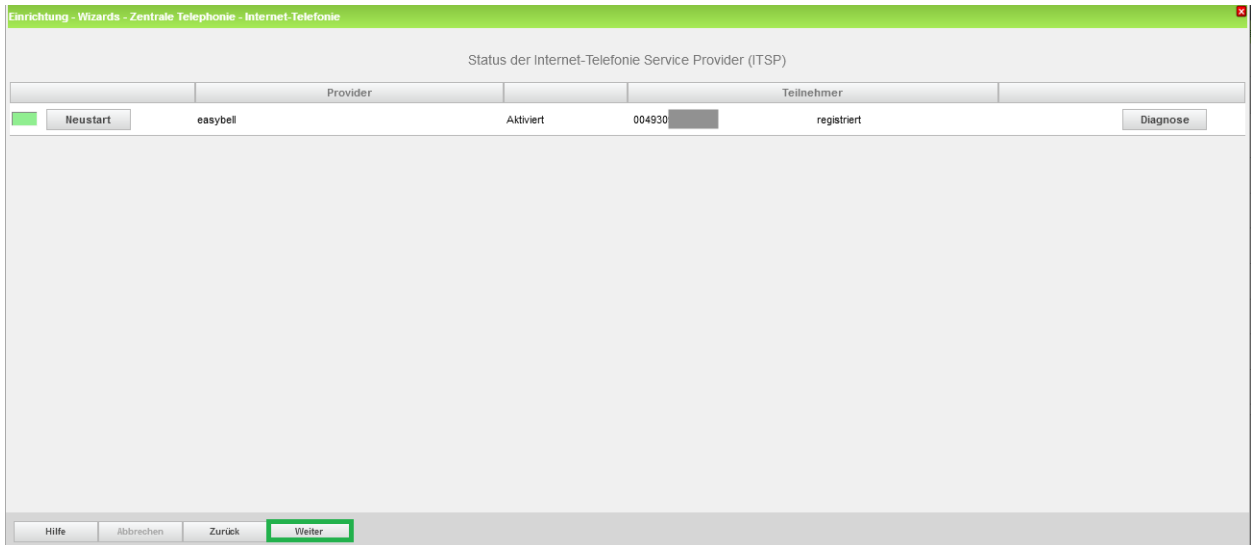 Einrichtung - Wizards - Zentrale Telephonie - Internet-Telefonie
Status der Internet-Telefonie Service Provider (ITSP)
Provider Teilnehmer
Neustart easybell Aktiviert 004930 registriert Diagnose
Hilfe Abbrechen Zurück Weiter